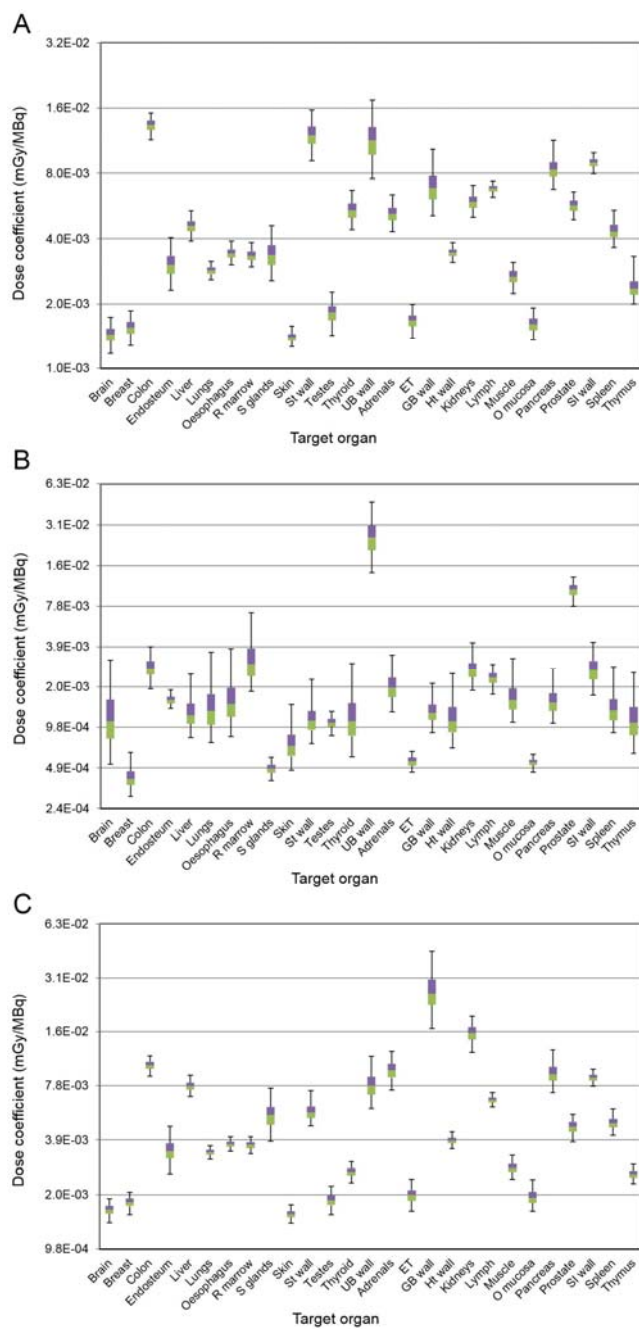 A
Dose coefficient (mGy/MBq)
3.2E-02
1.6E-02
8.0E-03
4.0E-03
2.0E-03
1.0E-03
Brain
Breast
Colon
Endosteum
Liver
Lungs
Oesophagus
R marrow
S glands
Skin
St wall
Testes
Thyroid
UB wall
Adrenals
ET
GB wall
Ht wall
Kidneys
Lymph
Muscle
O mucosa
Pancreas
Prostate
SI wall
Spleen
Thymus
Target organ
B
Dose coefficient (mGy/MBq)
6.3E-02
3.1E-02
1.6E-02
7.8E-03
3.9E-03
2.0E-03
9.8E-04
4.9E-04
2.4E-04
Brain
Breast
Colon
Endosteum
Liver
Lungs
Oesophagus
R marrow
S glands
Skin
St wall
Testes
Thyroid
UB wall
Adrenals
ET
GB wall
Ht wall
Kidneys
Lymph
Muscle
O mucosa
Pancreas
Prostate
SI wall
Spleen
Thymus
Target organ
C
Dose coefficient (mGy/MBq)
6.3E-02
3.1E-02
1.6E-02
7.8E-03
3.9E-03
2.0E-03
9.8E-04
Brain
Breast
Colon
Endosteum
Liver
Lungs
Oesophagus
R marrow
S glands
Skin
St wall
Testes
Thyroid
UB wall
Adrenals
ET
GB wall
Ht wall
Kidneys
Lymph
Muscle
O mucosa
Pancreas
Prostate
SI wall
Spleen
Thymus
Target organ